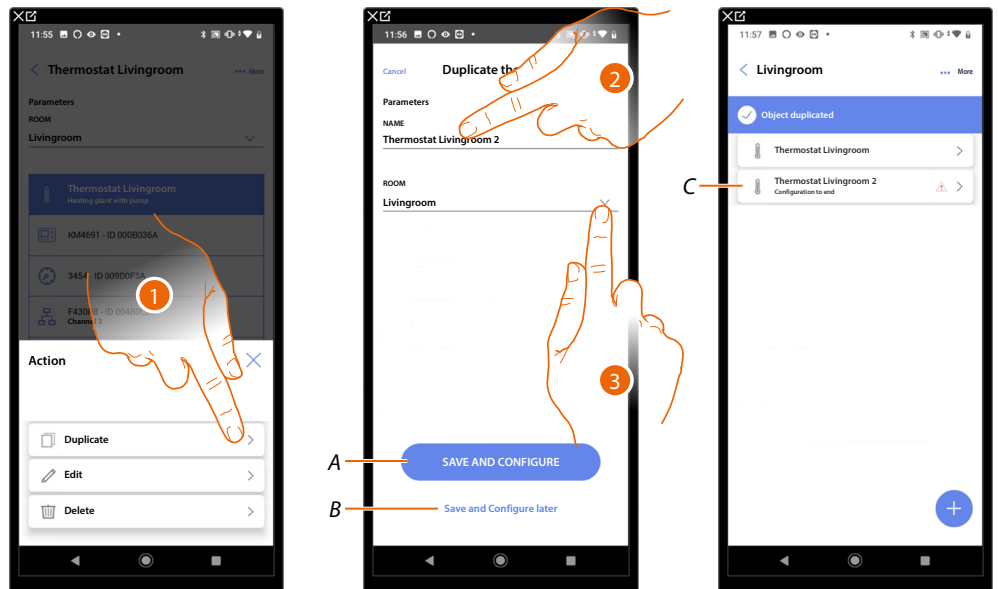 11:55
Thermostat Livingroom
More
Parameters
ROOM
Livingroom
Thermostat Livingroom
Heating plant with pump
KM4691 - ID 000B036A
3454 - ID 009D0F3A
Channel 3
1
Action
Duplicate
Edit
Delete
11:56
Cancel
Duplicate the
2
Parameters
NAME
Thermostat Livingroom 2
ROOM
Livingroom
3
A
SAVE AND CONFIGURE
B
Save and Configure later
11:57
Livingroom
More
Object duplicated
Thermostat Livingroom
C
Thermostat Livingroom 2
Configuration to end